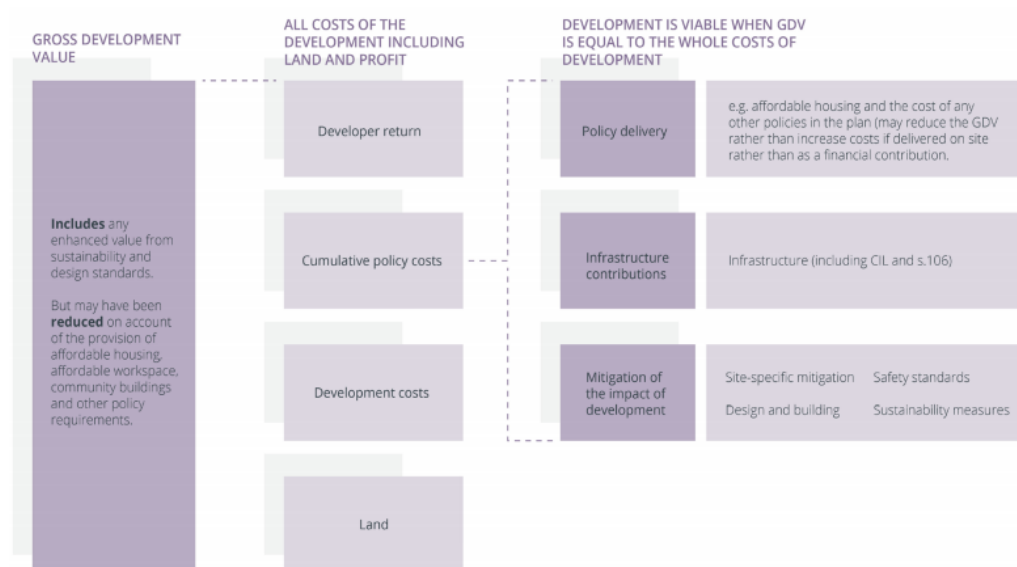 GROSS DEVELOPMENT
VALUE
Includes any
enhanced value from
sustainability and
design standards.
But may have been
reduced on account
of the provision of
affordable housing,
affordable workspace,
community buildings
and other policy
requirements.
ALL COSTS OF THE
DEVELOPMENT INCLUDING
LAND AND PROFIT
Developer return
Cumulative policy costs
Development costs
Land
DEVELOPMENT IS VIABLE WHEN GDV
IS EQUAL TO THE WHOLE COSTS OF
DEVELOPMENT
Policy delivery
e.g. affordable housing and the cost of any
other policies in the plan (may reduce the GDV
rather than increase costs if delivered on site
rather than as a financial contribution.
Infrastructure
contributions
Infrastructure (including CIL and s.106)
Mitigation of
the impact of
development
Site-specific mitigation
Safety standards
Design and building
Sustainability measures